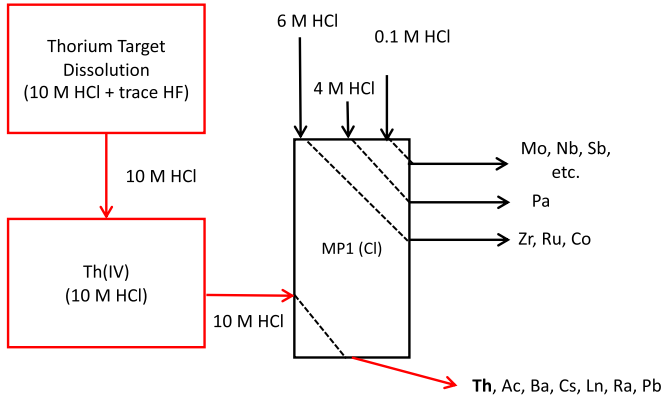 6 M HCl
0.1 M HCl
Thorium Target
Dissolution
(10 M HCl + trace HF)
4 M HCl
Mo, Nb, Sb,
etc.
10 M HCl
Pa
Zr, Ru, Co
MP1 (Cl)
Th(IV)
(10 M HCl)
10 M HCl
Th, Ac, Ba, Cs, Ln, Ra, Pb